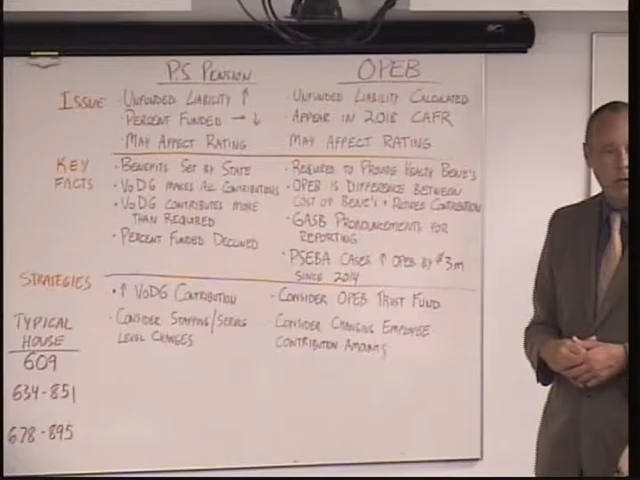 P.S. PENSION
OPEB
ISSUE
· UNFUNDED LIABILITY ↑
· PERCENT FUNDED → ↓
· MAY AFFECT RATING
· UNFUNDED LIABILITY CALCULATED
· APPEAR IN 2018 CAFR
MAY AFFECT RATING
KEY
FACTS
· BENEFITS SET BY STATE
· VoDG MAKES ALL CONTRIBUTIONS
· VoDG CONTRIBUTES MORE
THAN REQUIRED
· PERCENT FUNDED DECLINED
· REQUIRED TO PROVIDE HEALTH BENE'S
· OPEB IS DIFFERENCE BETWEEN
COST OF BENE'S + RETIREE CONTRIBUTION
· GASB PRONOUNCEMENTS FOR
REPORTING
· PSEBA CASES ↑ OPEB BY $3m
SINCE 2014
STRATEGIES
· ↑ VoDG CONTRIBUTION
· CONSIDER STAFFING/SERVICE
LEVEL CHANGES
· CONSIDER OPEB TRUST FUND
· CONSIDER CHANGING EMPLOYEE
CONTRIBUTION AMOUNTS
TYPICAL
HOUSE
609
634-851
678-895